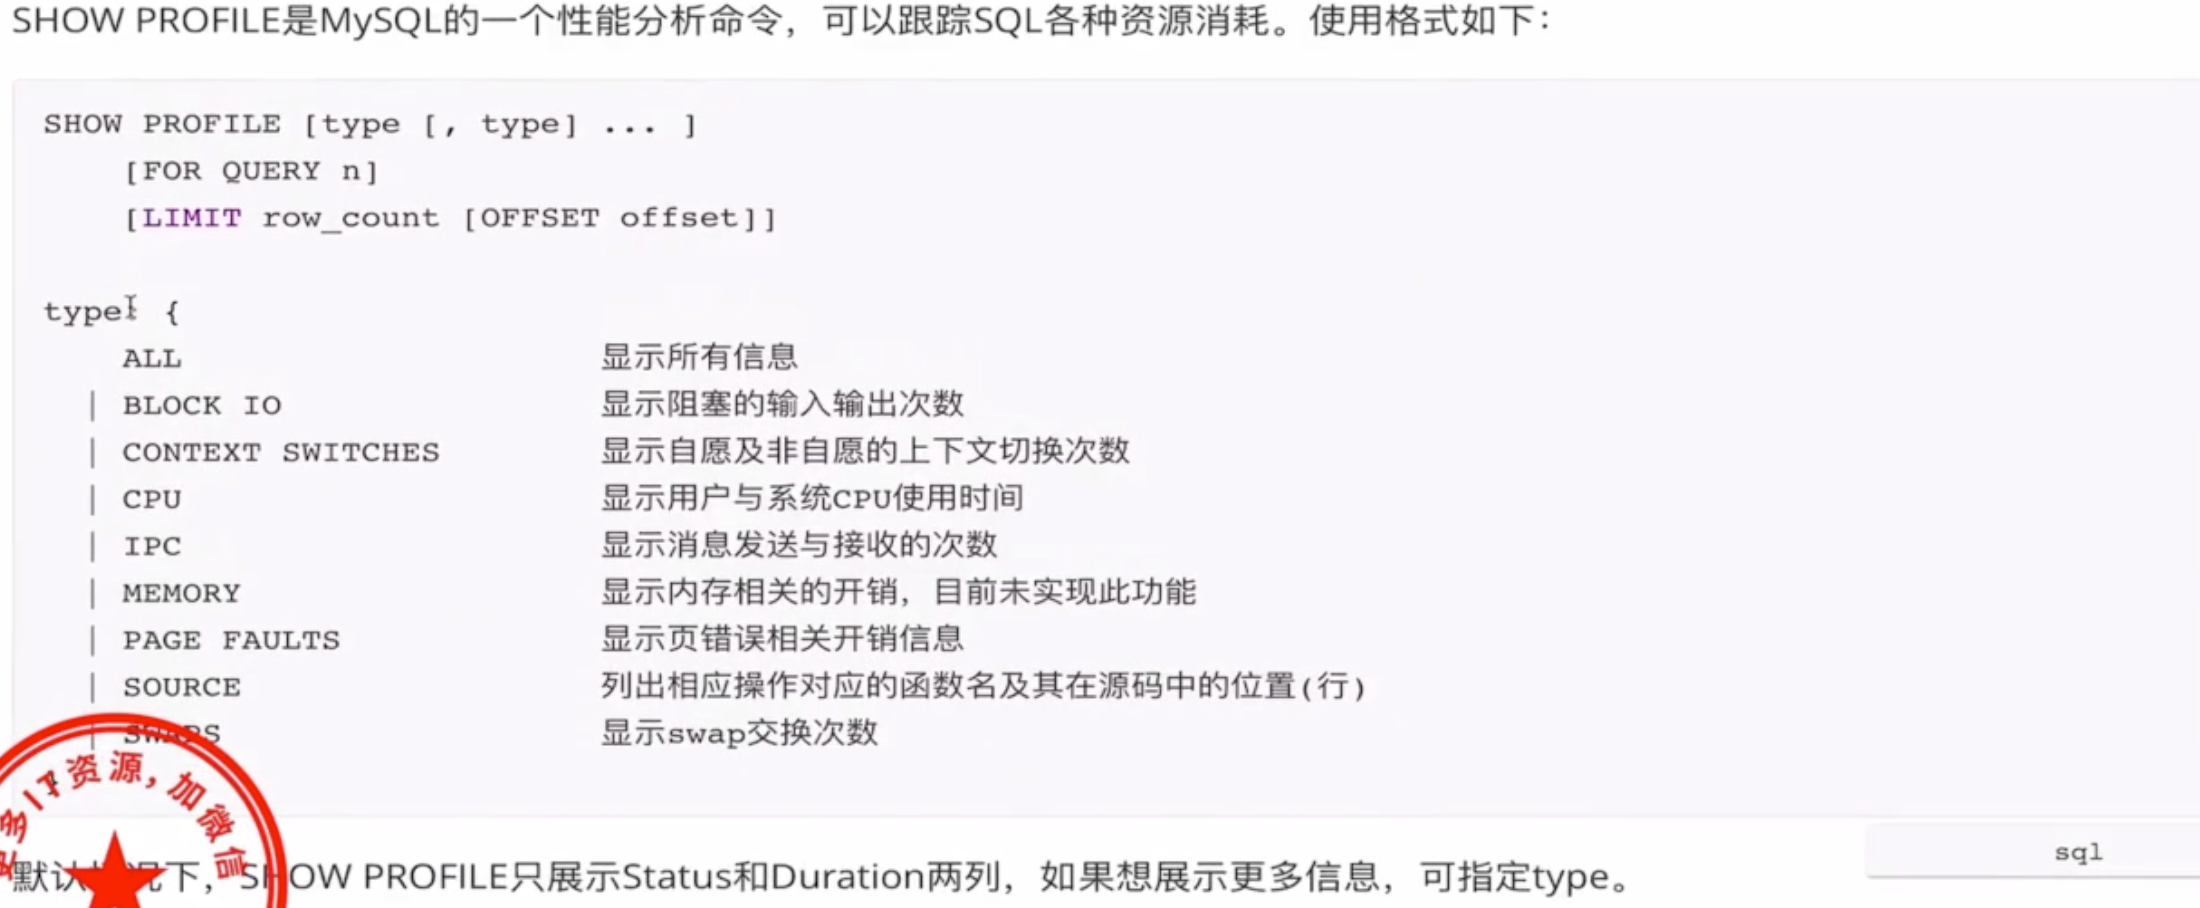 SHOW PROFILE是MySQL的一个性能分析命令，可以跟踪SQL各种资源消耗。使用格式如下：
SHOW PROFILE [type [, type] ... ]
[FOR QUERY n]
[LIMIT row_count [OFFSET offset]]
type: {
ALL 显示所有信息
| BLOCK IO 显示阻塞的输入输出次数
| CONTEXT SWITCHES 显示自愿及非自愿的上下文切换次数
| CPU 显示用户与系统CPU使用时间
| IPC 显示消息发送与接收的次数
| MEMORY 显示内存相关的开销，目前未实现此功能
| PAGE FAULTS 显示页错误相关开销信息
| SOURCE 列出相应操作对应的函数名及其在源码中的位置(行)
| SWAPS 显示swap交换次数
}
多IT资源，加微信
sql
默认情况下，SHOW PROFILE只展示Status和Duration两列，如果想展示更多信息，可指定type。